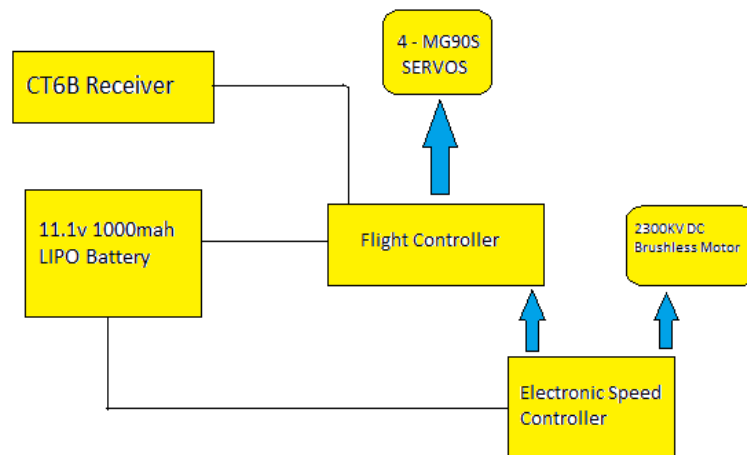 4 - MG90S
SERVOS
CT6B Receiver
11.1v 1000mah
LIPO Battery
Flight Controller
2300KV DC
Brushless Motor
Electronic Speed
Controller